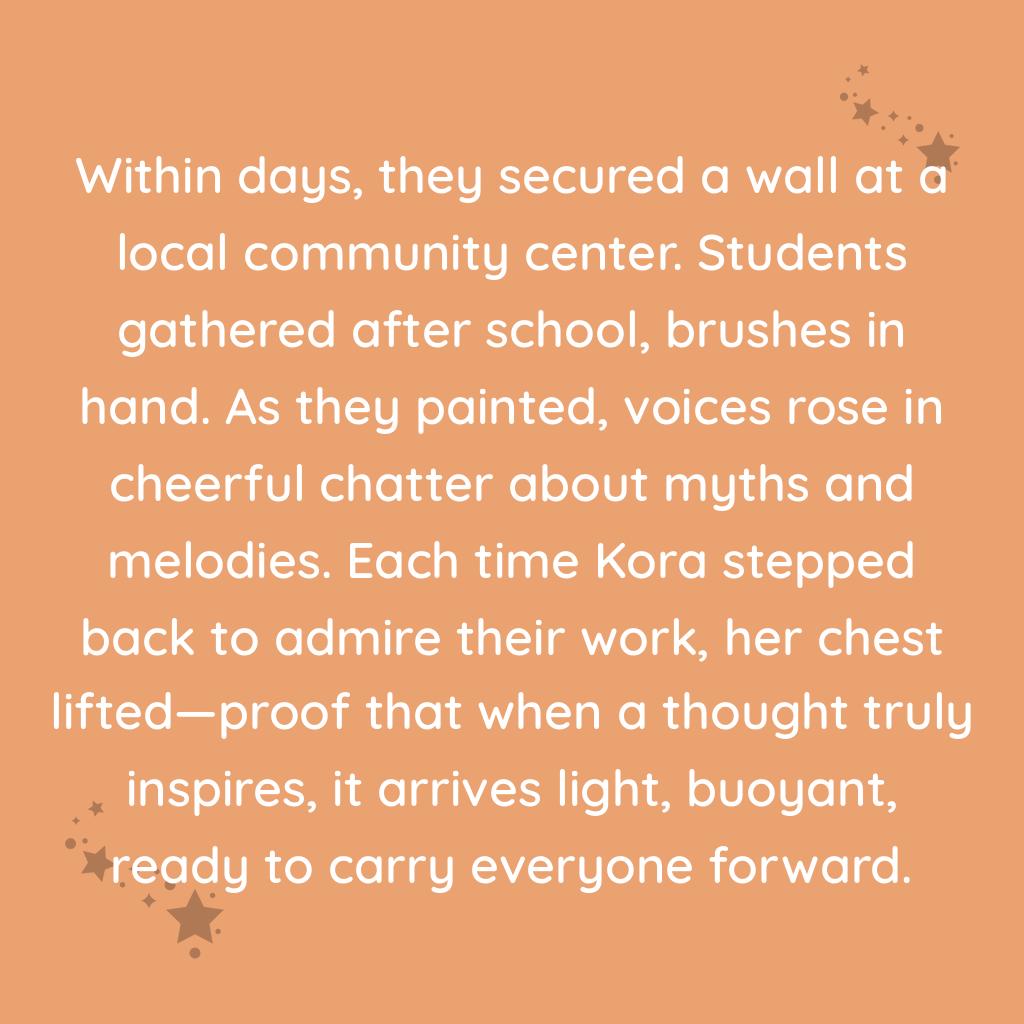 Within days, they secured a wall at a
local community center. Students
gathered after school, brushes in
hand. As they painted, voices rose in
cheerful chatter about myths and
melodies. Each time Kora stepped
back to admire their work, her chest
lifted—proof that when a thought truly
inspires, it arrives light, buoyant,
ready to carry everyone forward.